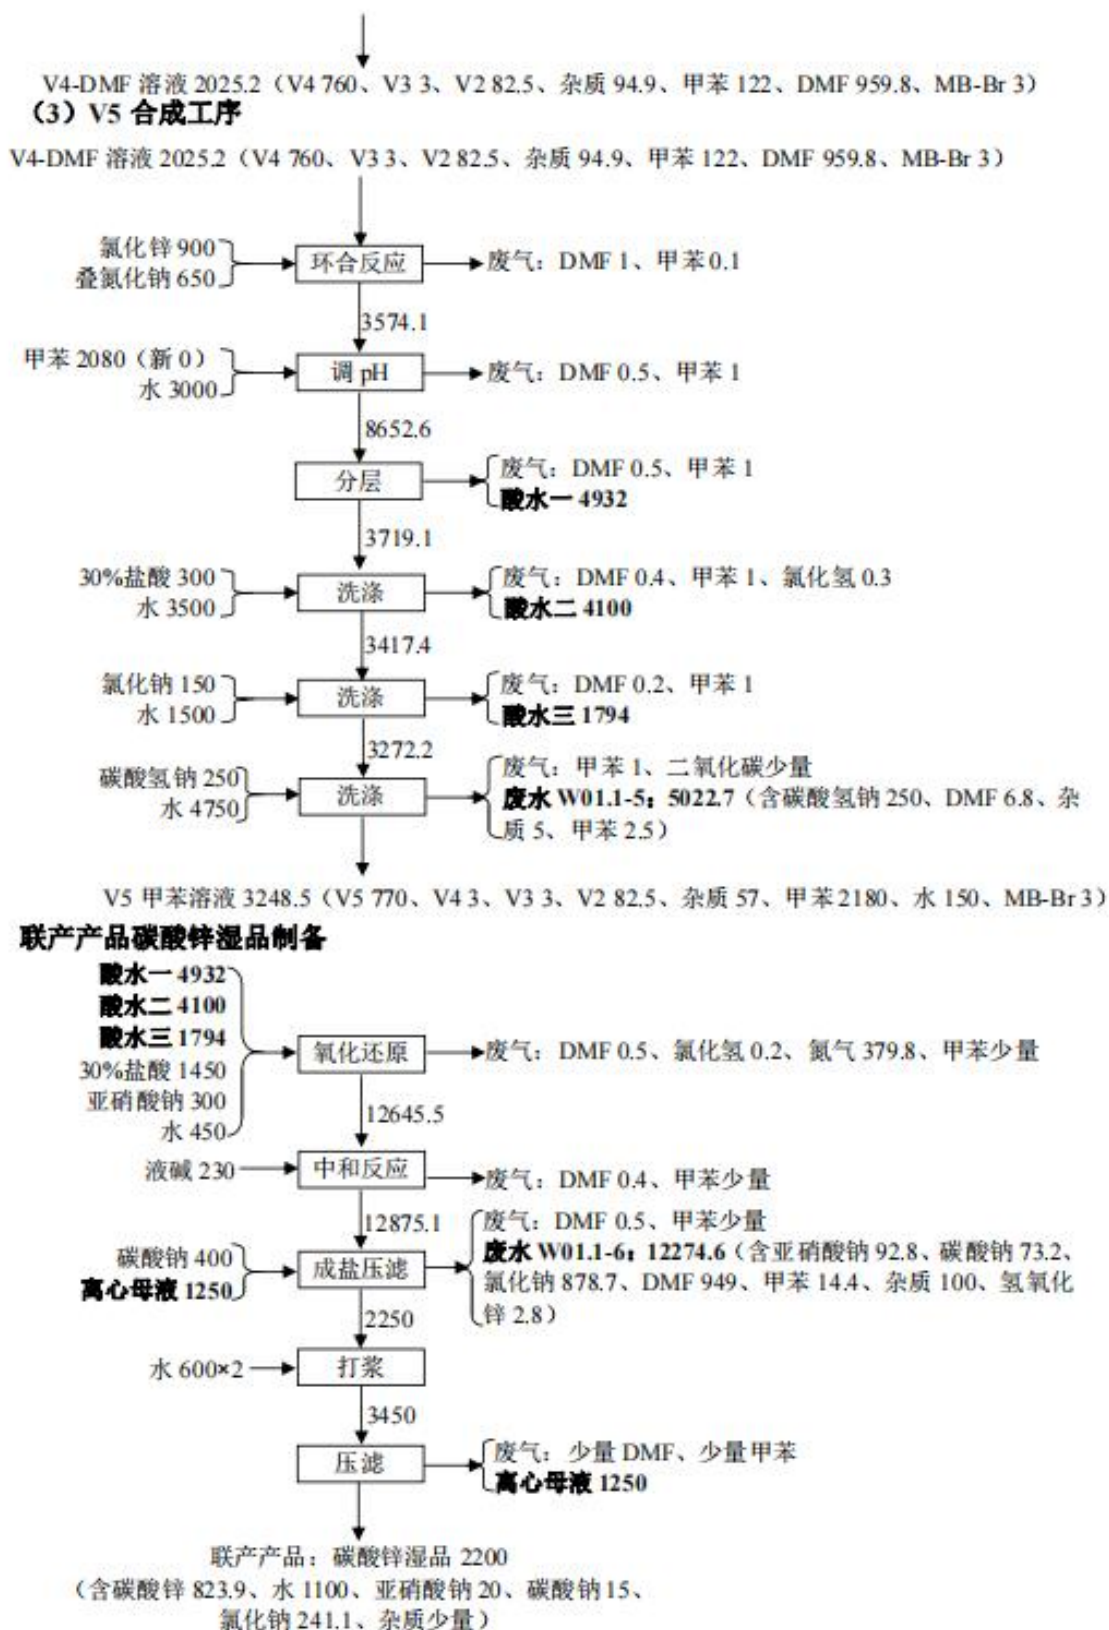 V4-DMF 溶液 2025.2（V4 760、V3 3、V2 82.5、杂质 94.9、甲苯 122、DMF 959.8、MB-Br 3）
（3）V5 合成工序
V4-DMF 溶液 2025.2（V4 760、V3 3、V2 82.5、杂质 94.9、甲苯 122、DMF 959.8、MB-Br 3）
氯化锌 900
叠氮化钠 650
环合反应
废气：DMF 1、甲苯 0.1
3574.1
甲苯 2080（新 0）
水 3000
调 pH
废气：DMF 0.5、甲苯 1
8652.6
分层
废气：DMF 0.5、甲苯 1
酸水一 4932
3719.1
30%盐酸 300
水 3500
洗涤
废气：DMF 0.4、甲苯 1、氯化氢 0.3
酸水二 4100
3417.4
氯化钠 150
水 1500
洗涤
废气：DMF 0.2、甲苯 1
酸水三 1794
3272.2
碳酸氢钠 250
水 4750
洗涤
废气：甲苯 1、二氧化碳少量
废水 W01.1-5：5022.7（含碳酸氢钠 250、DMF 6.8、杂
质 5、甲苯 2.5）
V5 甲苯溶液 3248.5（V5 770、V4 3、V3 3、V2 82.5、杂质 57、甲苯 2180、水 150、MB-Br 3）
联产产品碳酸锌湿品制备
酸水一 4932
酸水二 4100
酸水三 1794
30%盐酸 1450
亚硝酸钠 300
水 450
氧化还原
废气：DMF 0.5、氯化氢 0.2、氮气 379.8、甲苯少量
12645.5
液碱 230
中和反应
废气：DMF 0.4、甲苯少量
12875.1
碳酸钠 400
离心母液 1250
成盐压滤
废气：DMF 0.5、甲苯少量
废水 W01.1-6：12274.6（含亚硝酸钠 92.8、碳酸钠 73.2、
氯化钠 878.7、DMF 949、甲苯 14.4、杂质 100、氢氧化
锌 2.8）
2250
水 600×2
打浆
3450
压滤
废气：少量 DMF、少量甲苯
离心母液 1250
联产产品：碳酸锌湿品 2200
（含碳酸锌 823.9、水 1100、亚硝酸钠 20、碳酸钠 15、
氯化钠 241.1、杂质少量）